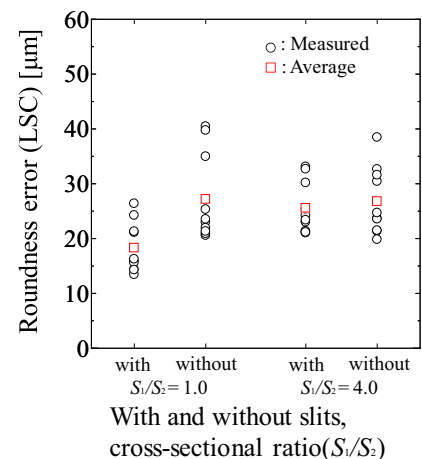 Roundness error (LSC) [μm]
60
50
40
30
20
10
0
○ : Measured
□ : Average
with without with without
S₁/S₂= 1.0 S₁/S₂= 4.0
With and without slits,
cross-sectional ratio(S₁/S₂)